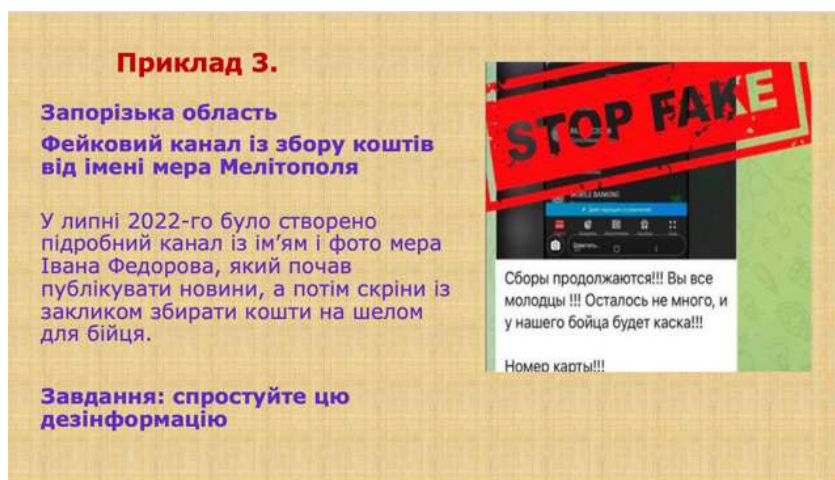 Приклад 3.
Запорізька область
Фейковий канал із збору коштів
від імені мера Мелітополя
У липні 2022-го було створено
підробний канал із ім’ям і фото мера
Івана Федорова, який почав
публікувати новини, а потім скріни із
закликом збирати кошти на шелом
для бійця.
Завдання: спростуйте цю
дезінформацію
STOP FAKE
MOBILE BANKING
Сборы продолжаются!!! Вы все
молодцы !!! Осталось не много, и
у нашего бойца будет каска!!!
Номер карты!!!